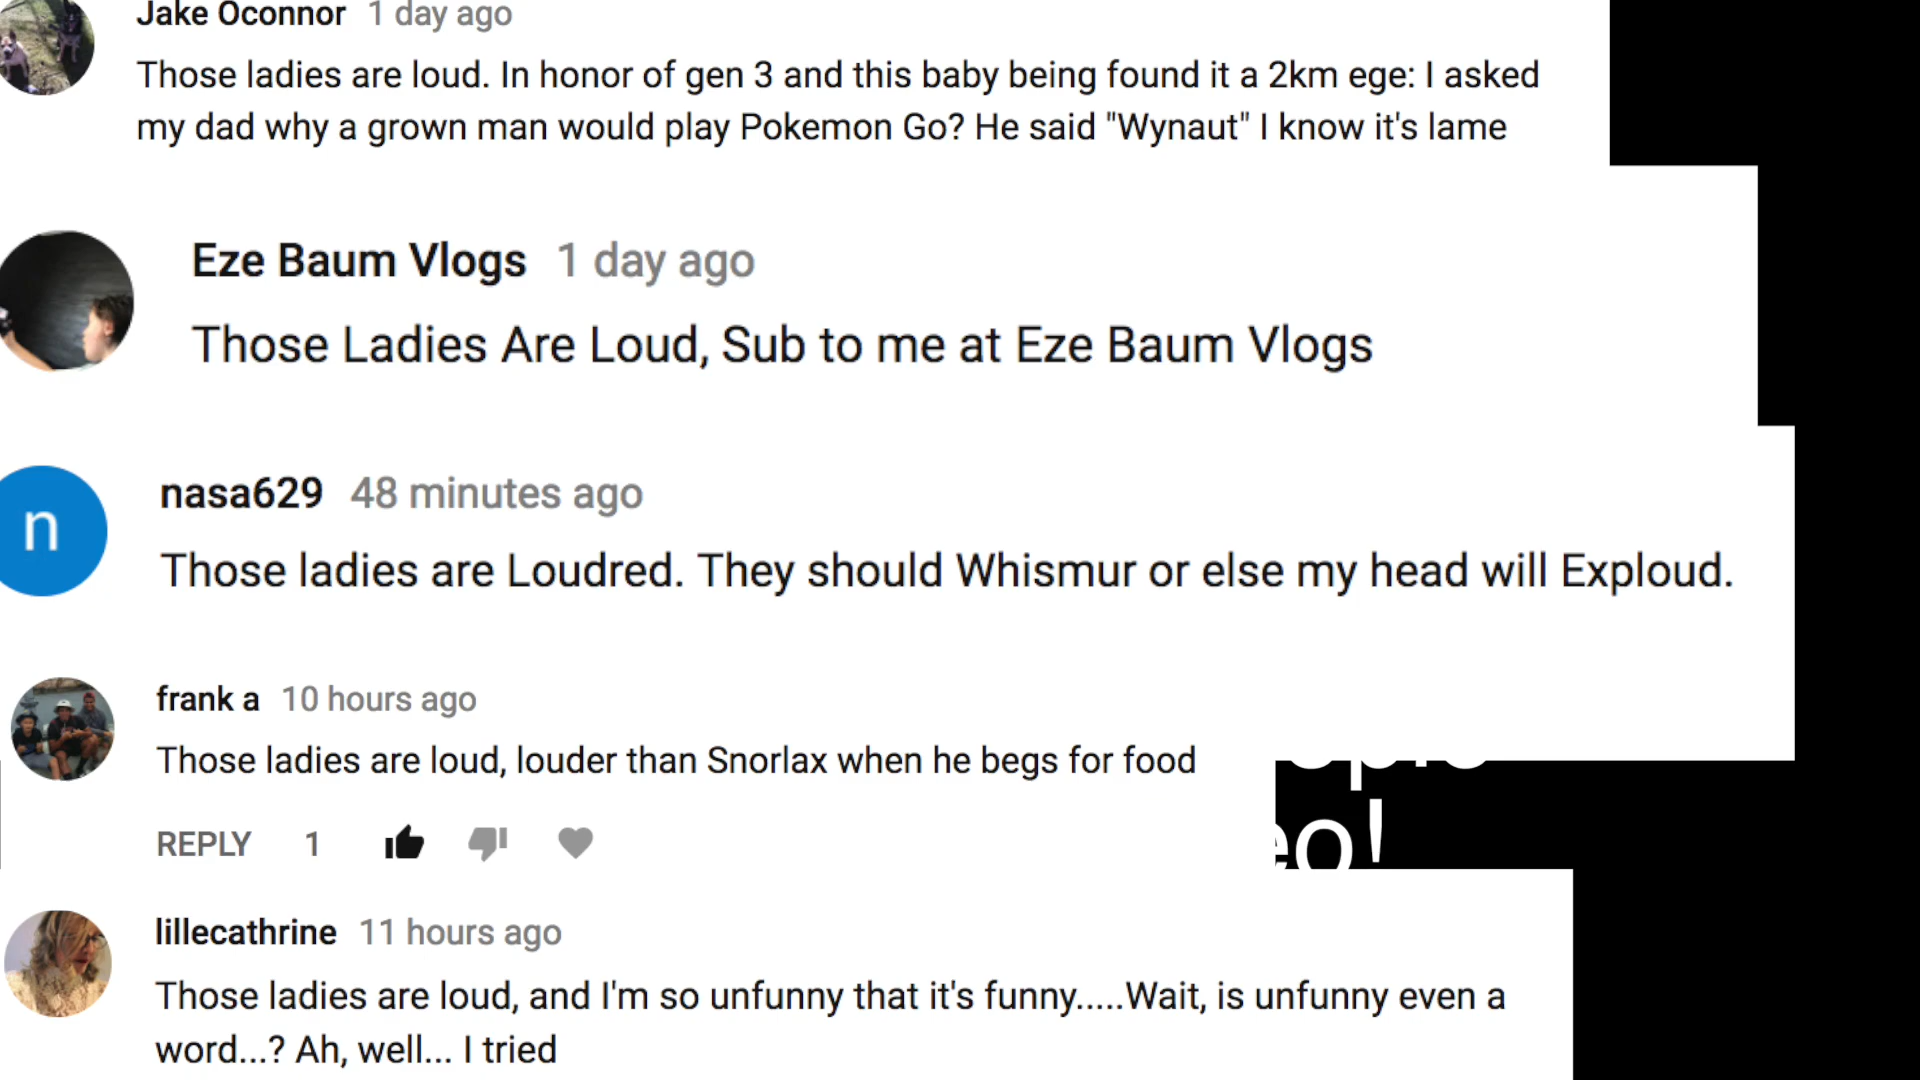 Jake Oconnor 1 day ago
Those ladies are loud. In honor of gen 3 and this baby being found it a 2km ege: I asked
my dad why a grown man would play Pokemon Go? He said "Wynaut" I know it's lame
Eze Baum Vlogs 1 day ago
Those Ladies Are Loud, Sub to me at Eze Baum Vlogs
n
nasa629 48 minutes ago
Those ladies are Loudred. They should Whismur or else my head will Exploud.
frank a 10 hours ago
Those ladies are loud, louder than Snorlax when he begs for food
REPLY 1
eo!
lillecathrine 11 hours ago
Those ladies are loud, and I'm so unfunny that it's funny.....Wait, is unfunny even a
word...? Ah, well... I tried